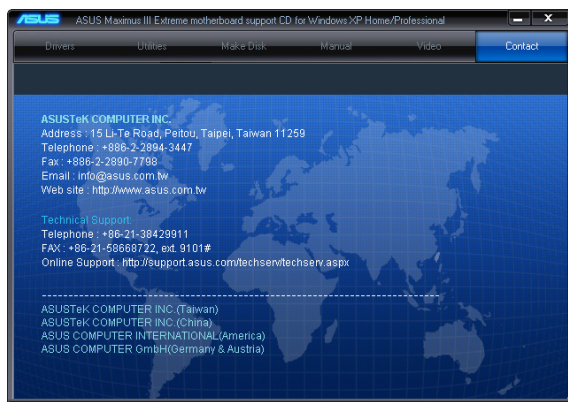 ASUS ASUS Maximus III Extreme motherboard support CD for Windows XP Home/Professional
Drivers Utilities Make Disk Manual Video Contact
ASUSTeK COMPUTER INC.
Address : 15 Li-Te Road, Peitou, Taipei, Taiwan 11259
Telephone : +886-2-2894-3447
Fax : +886-2-2890-7798
Email : info@asus.com.tw
Web site : http://www.asus.com.tw
Technical Support
Telephone : +86-21-38429911
FAX : +86-21-58668722, ext. 9101#
Online Support : http://support.asus.com/techserv/techserv.aspx
ASUSTeK COMPUTER INC.(Taiwan)
ASUSTeK COMPUTER INC.(China)
ASUS COMPUTER INTERNATIONAL(America)
ASUS COMPUTER GmbH(Germany & Austria)